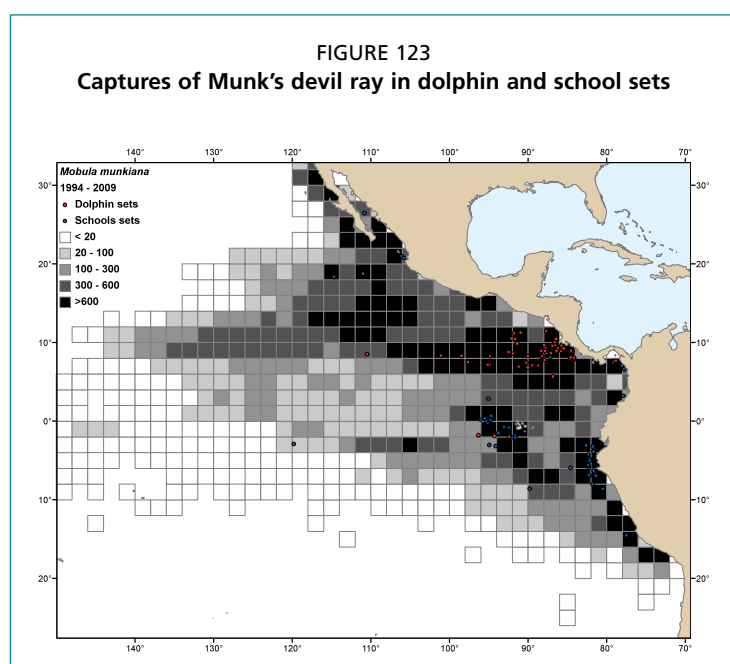 FIGURE 123
Captures of Munk's devil ray in dolphin and school sets
140° 130° 120° 110° 100° 90° 80° 70°
Mobula munkiana
1994 - 2009
Dolphin sets
Schools sets
< 20
20 - 100
100 - 300
300 - 600
>600
30° 30°
20° 20°
10° 10°
0° 0°
10° 10°
20° 20°
140° 130° 120° 110° 100° 90° 80° 70°